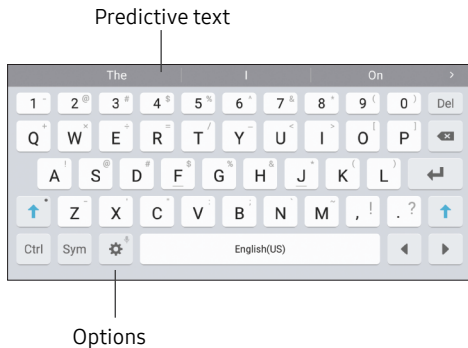 Predictive text
The I On >
1 - 2 @ 3 # 4 $ 5 % 6 ^ 7 & 8 * 9 ( 0 ) Del
Q + W × E ÷ R = T / Y _ U < I > O [ P ]
A ! S @ D # F $ G % H & J * K ( L )
Z - X ' C " V : B ; N M , ! . ?
Ctrl Sym English(US)
Options